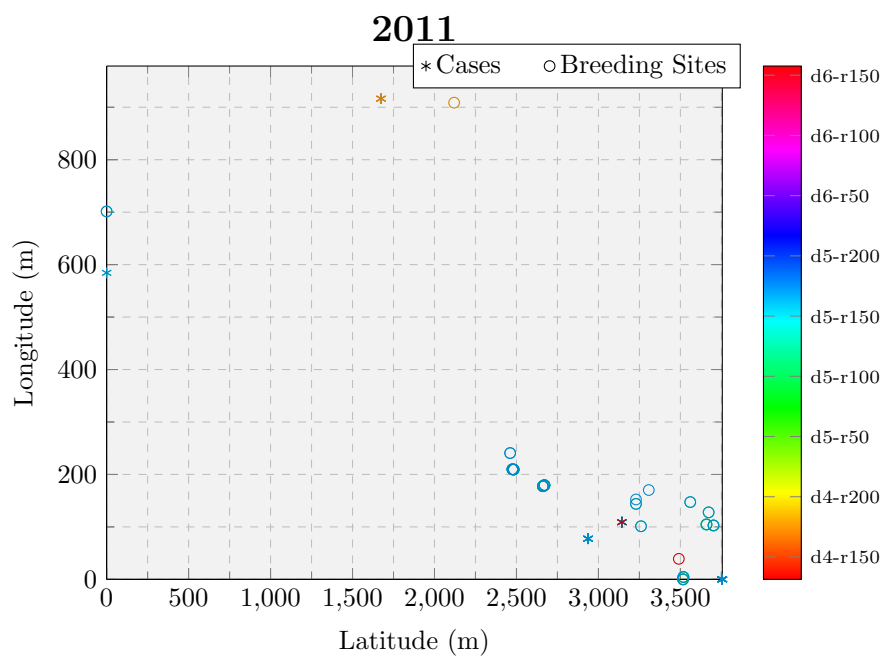 2011
* Cases ○ Breeding Sites
800
600
400
200
0
Longitude (m)
0 500 1,000 1,500 2,000 2,500 3,000 3,500
Latitude (m)
d6-r150
d6-r100
d6-r50
d5-r200
d5-r150
d5-r100
d5-r50
d4-r200
d4-r150